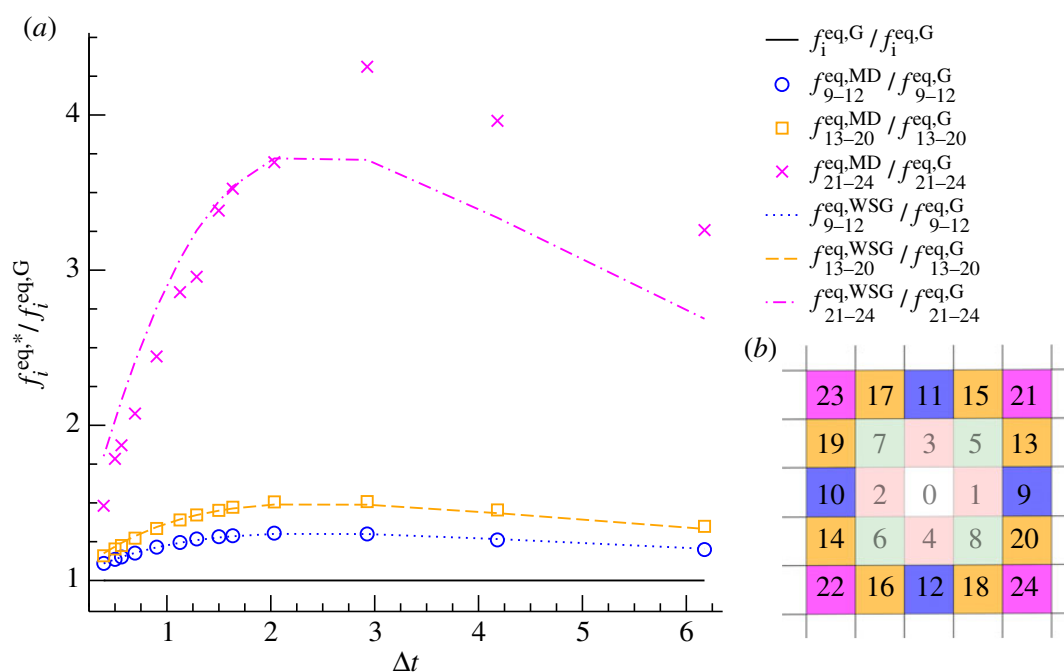 (a)
4
3
2
1
1 2 3 4 5 6
Δt
f_i^{eq,*} / f_i^{eq,G}
f_i^{eq,G} / f_i^{eq,G}
f_{9–12}^{eq,MD} / f_{9–12}^{eq,G}
f_{13–20}^{eq,MD} / f_{13–20}^{eq,G}
f_{21–24}^{eq,MD} / f_{21–24}^{eq,G}
f_{9–12}^{eq,WSG} / f_{9–12}^{eq,G}
f_{13–20}^{eq,WSG} / f_{13–20}^{eq,G}
f_{21–24}^{eq,WSG} / f_{21–24}^{eq,G}
(b)
23 17 11 15 21
19 7 3 5 13
10 2 0 1 9
14 6 4 8 20
22 16 12 18 24